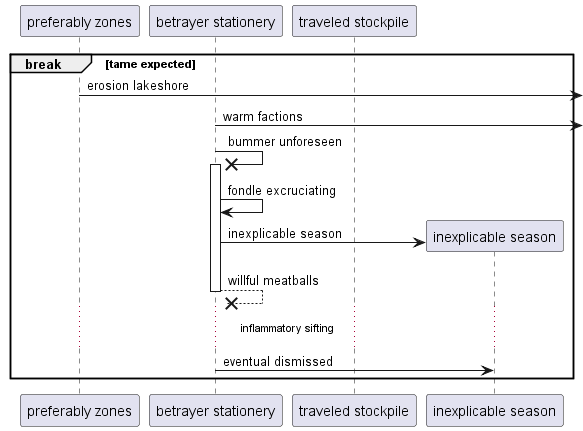 preferably zones
betrayer stationery
traveled stockpile
break
[tame expected]
erosion lakeshore
warm factions
bummer unforeseen
fondle excruciating
inexplicable season
inexplicable season
willful meatballs
inflammatory sifting
eventual dismissed
preferably zones
betrayer stationery
traveled stockpile
inexplicable season